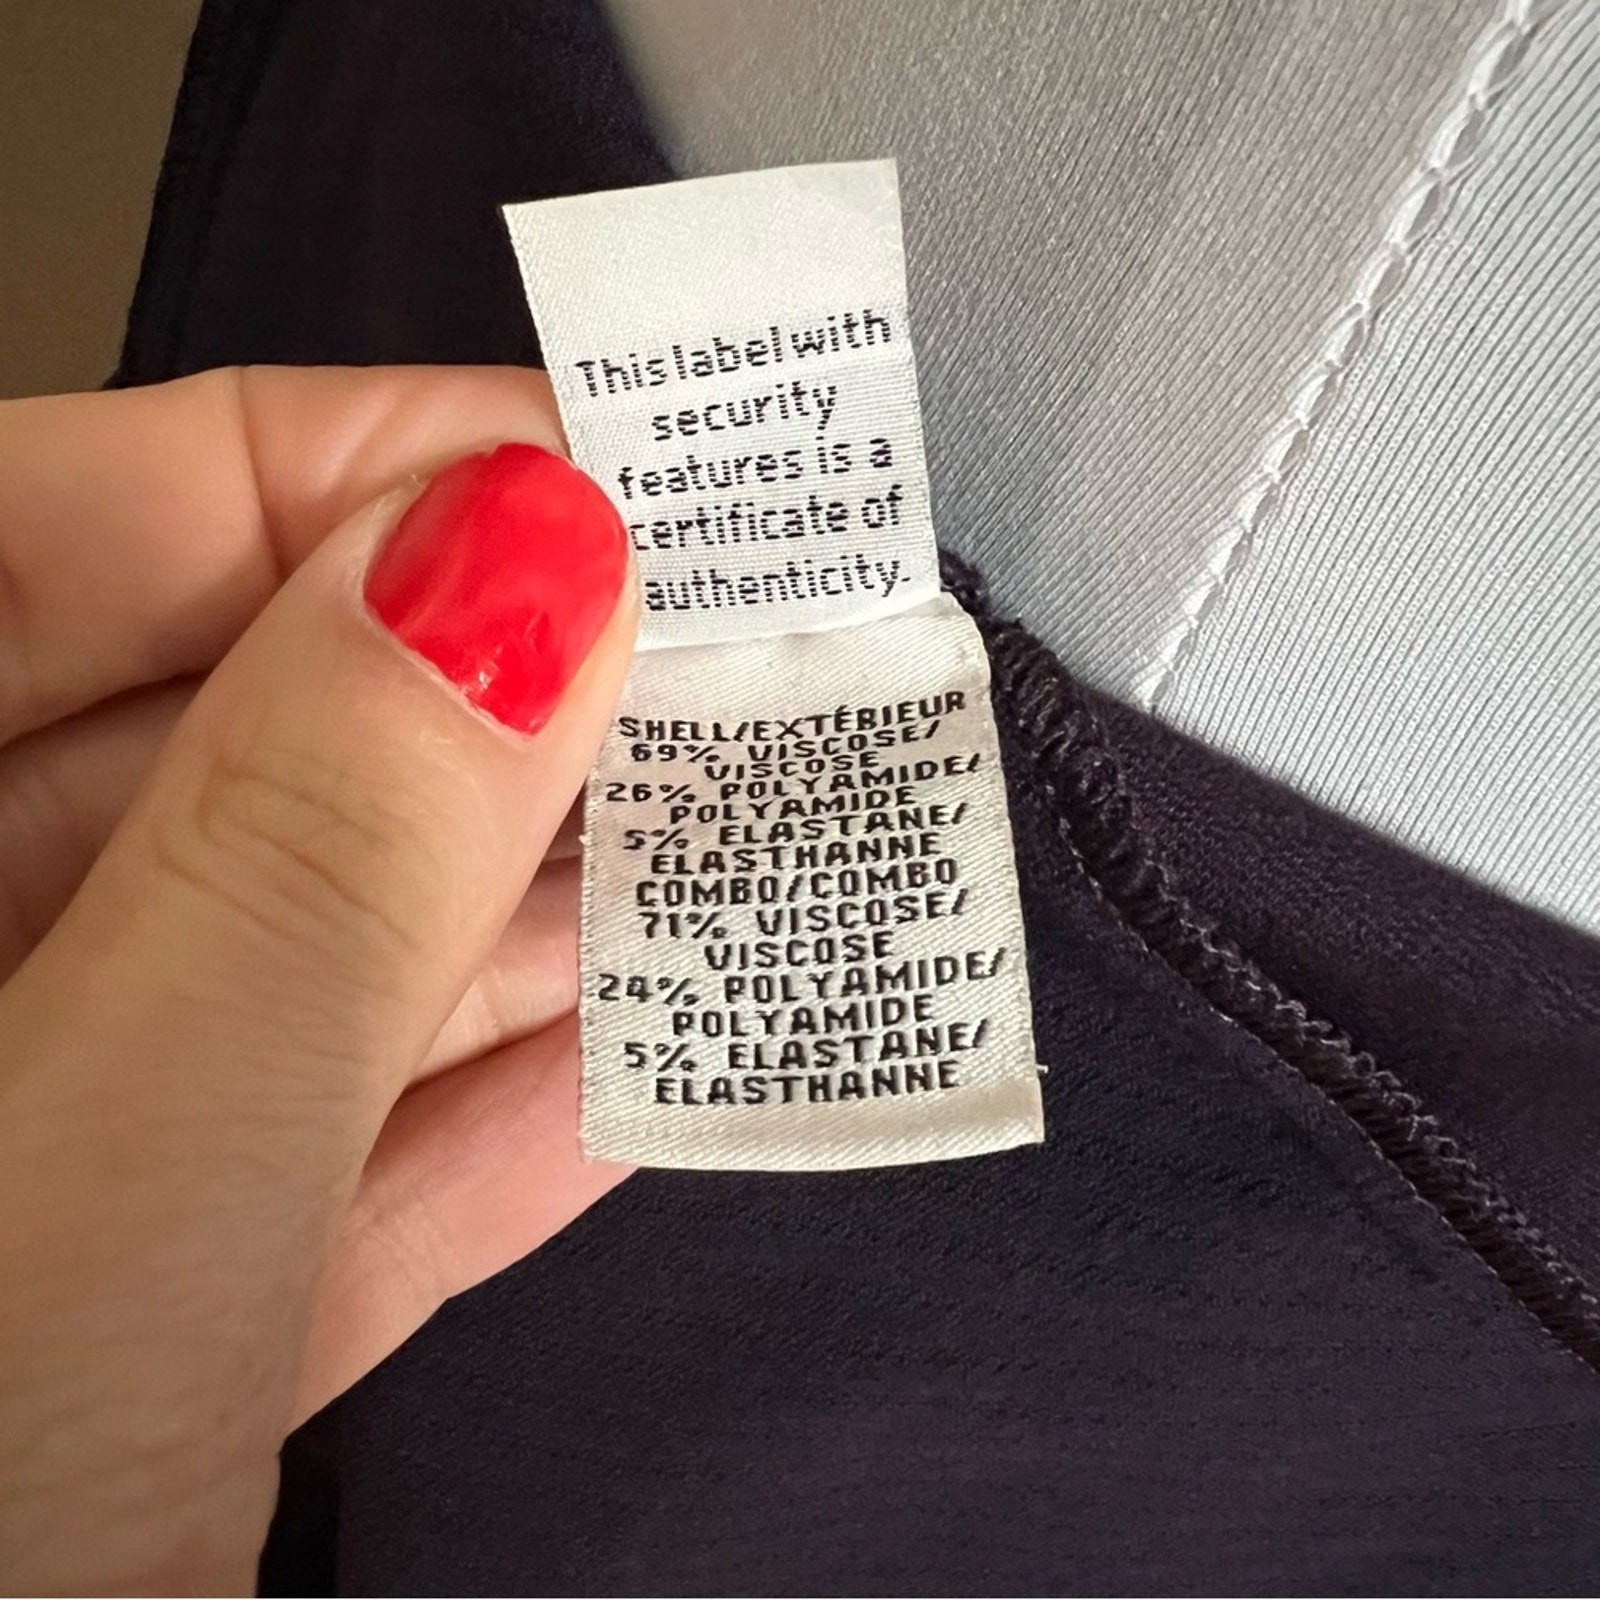 This label with
security
features is a
certificate of
authenticity.
SHELL/EXTÉRIEUR
69% VISCOSE/
VISCOSE
26% POLYAMIDE/
POLYAMIDE
5% ELASTANE/
ELASTHANNE
COMBO/COMBO
71% VISCOSE/
VISCOSE
24% POLYAMIDE/
POLYAMIDE
5% ELASTANE/
ELASTHANNE